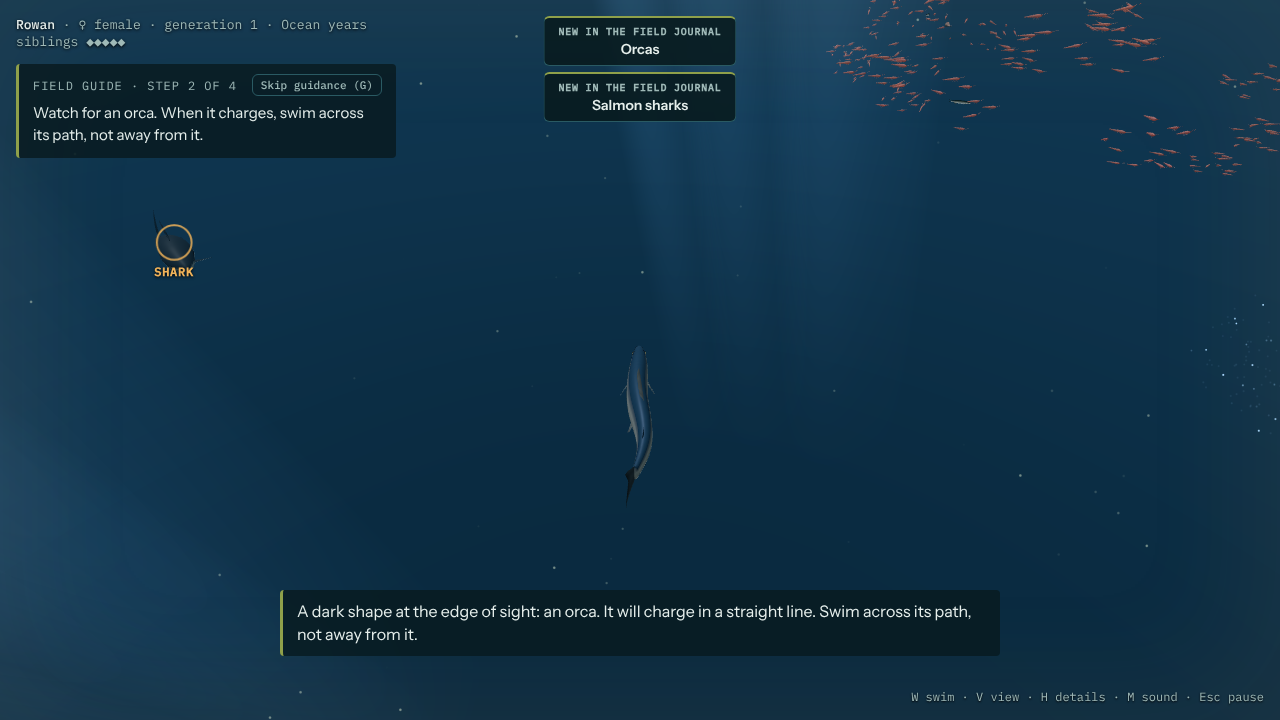 Rowan · ♀ female · generation 1 · Ocean years
siblings ◆◆◆◆◆
FIELD GUIDE · STEP 2 OF 4
Skip guidance (G)
Watch for an orca. When it charges, swim across
its path, not away from it.
NEW IN THE FIELD JOURNAL
Orcas
NEW IN THE FIELD JOURNAL
Salmon sharks
SHARK
A dark shape at the edge of sight: an orca. It will charge in a straight line. Swim across its path,
not away from it.
W swim · V view · H details · M sound · Esc pause